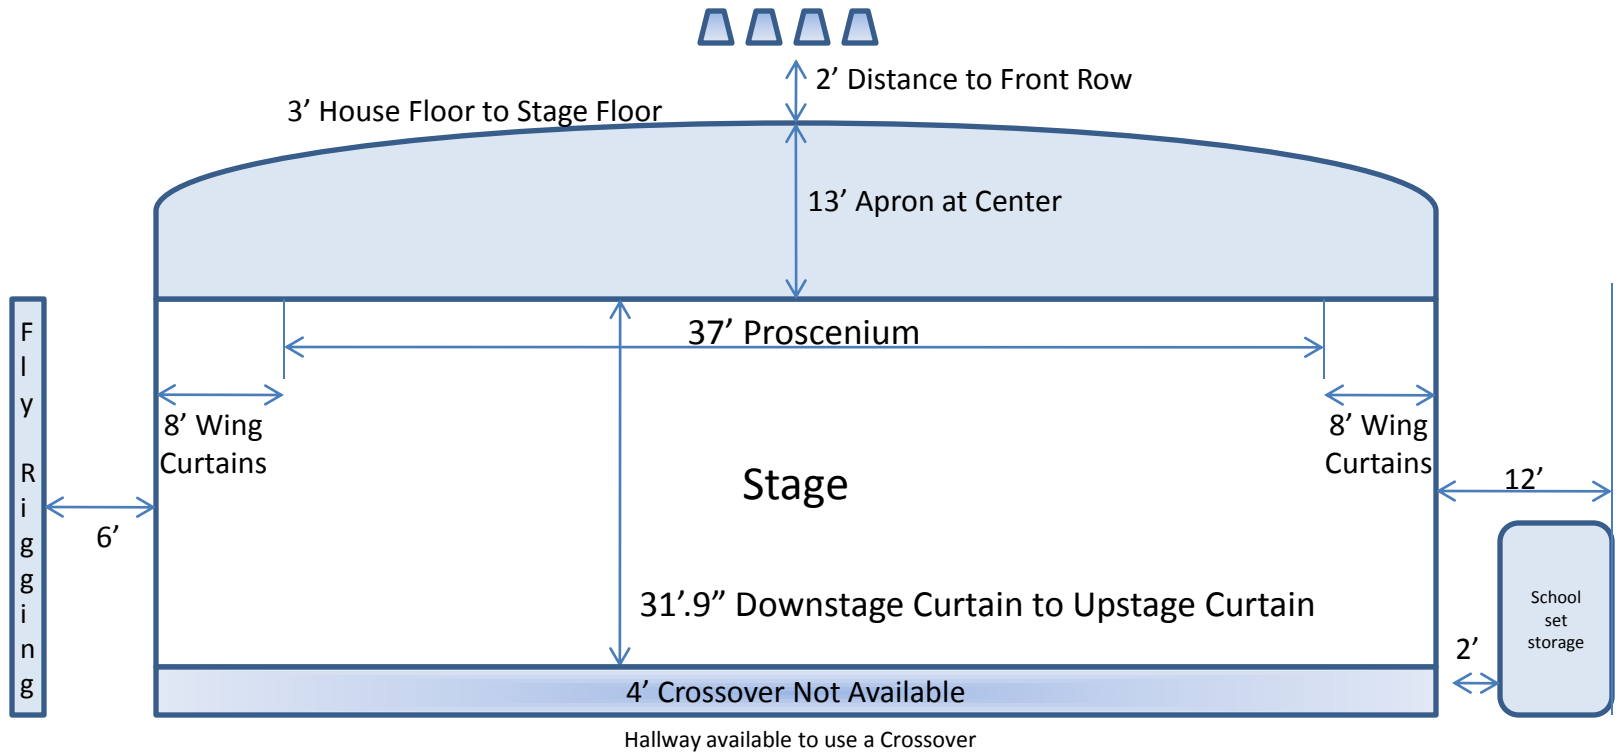 2’ Distance to Front Row
3’ House Floor to Stage Floor
13’ Apron at Center
37’ Proscenium
Fly Rigging
8’ Wing
Curtains
8’ Wing
Curtains
Stage
12’
6’
31’.9” Downstage Curtain to Upstage Curtain
School
set
storage
2’
4’ Crossover Not Available
Hallway available to use a Crossover